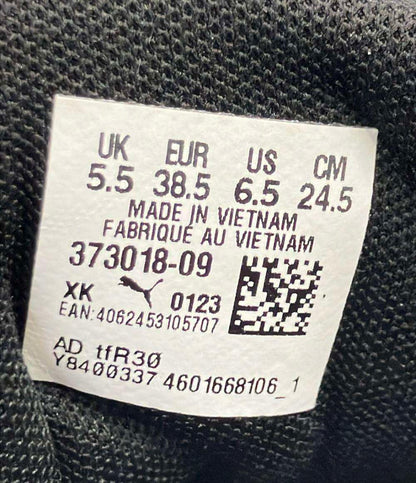 UK EUR US CM
5.5 38.5 6.5 24.5
MADE IN VIETNAM
FABRIQUÉ AU VIETNAM
373018-09
XK 0123
EAN:4062453105707
AD tfR30
Y8400337 4601668106_1